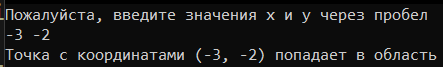 Пожалуйста, введите значения x и y через пробел
-3 -2
Точка с координатами (-3, -2) попадает в область